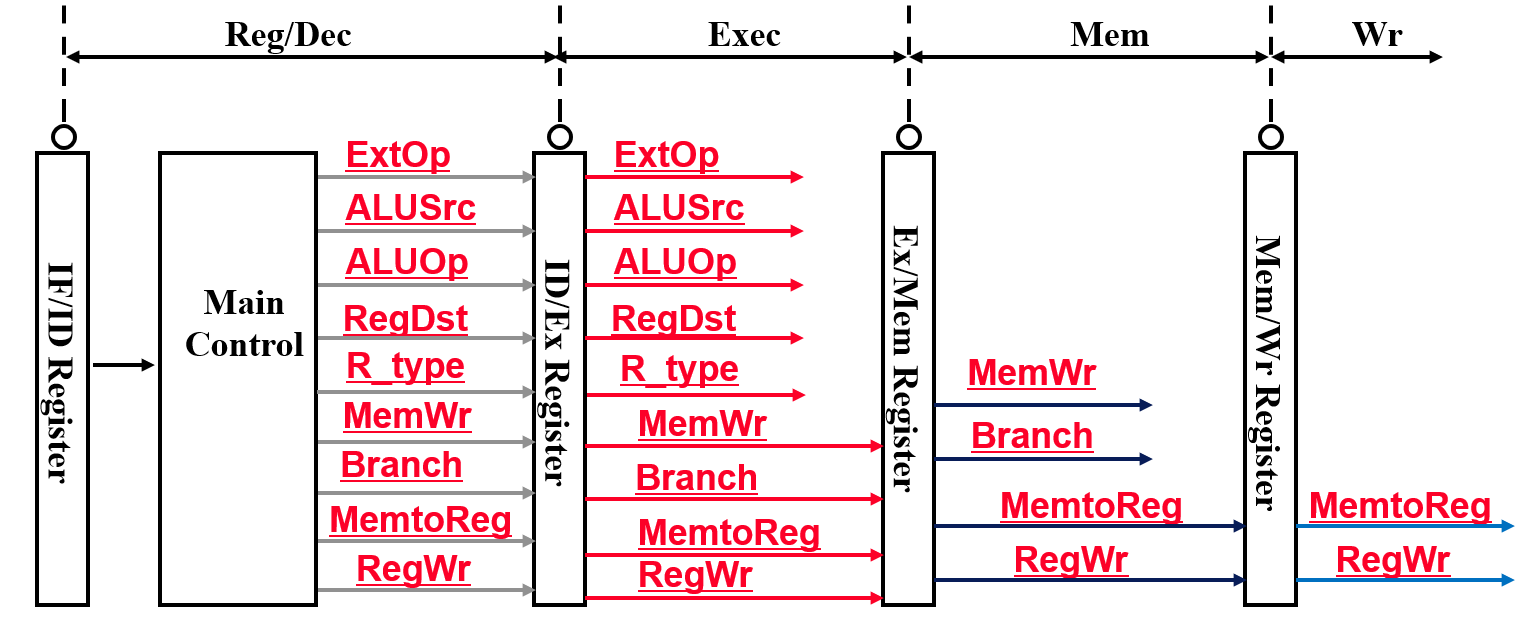 Reg/Dec
Exec
Mem
Wr
IF/ID Register
Main
Control
ExtOp
ALUSrc
ALUOp
RegDst
R_type
MemWr
Branch
MemtoReg
RegWr
ID/Ex Register
ExtOp
ALUSrc
ALUOp
RegDst
R_type
MemWr
Branch
MemtoReg
RegWr
Ex/Mem Register
MemWr
Branch
MemtoReg
RegWr
Mem/Wr Register
MemtoReg
RegWr